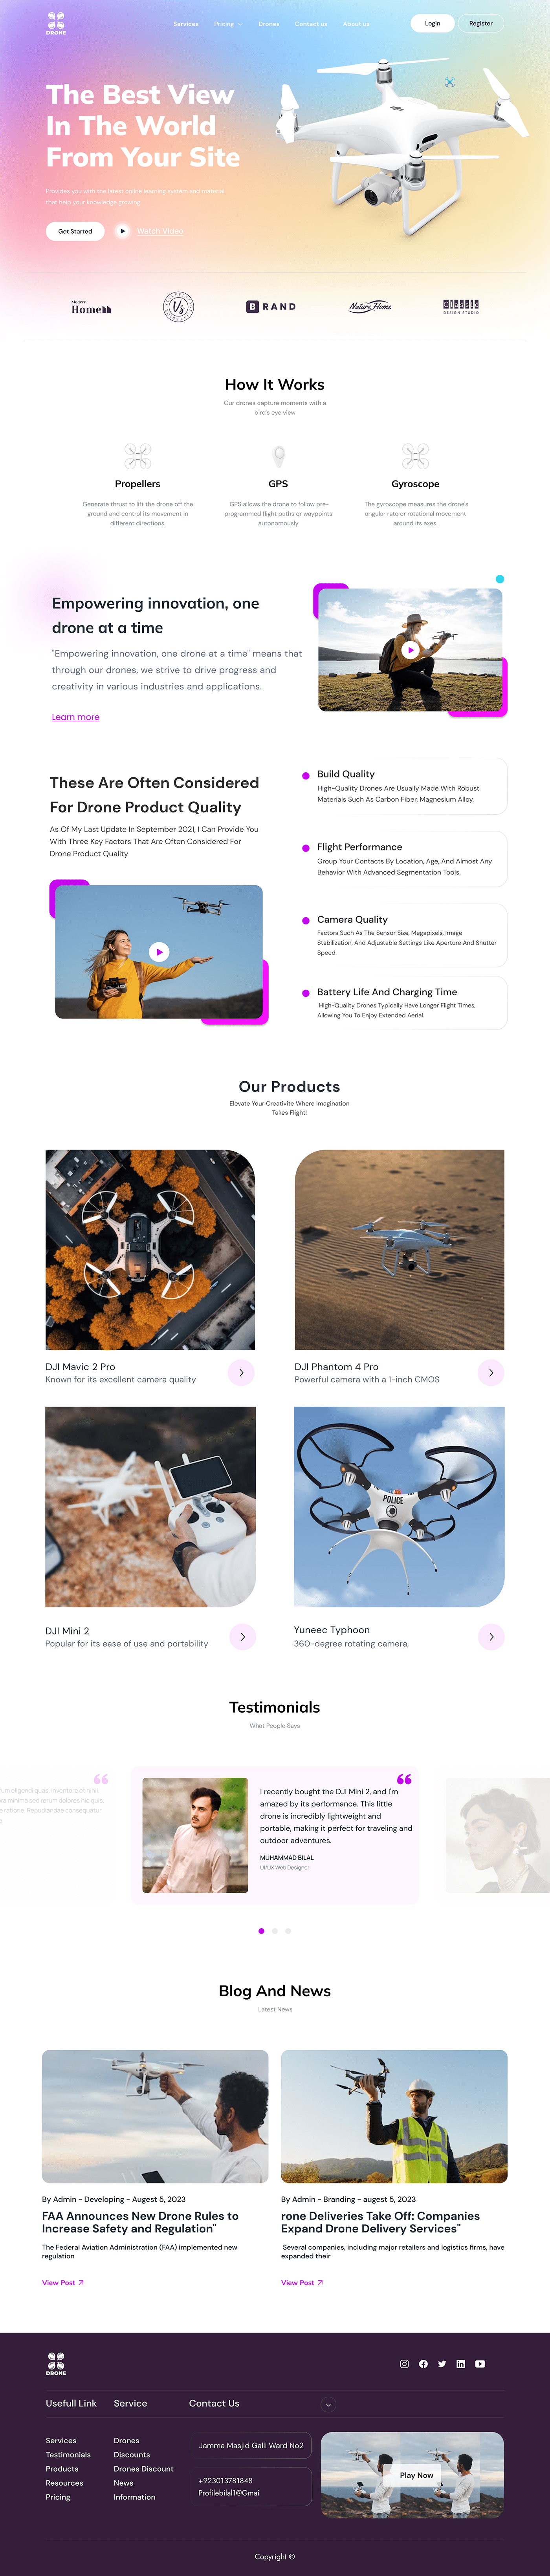 DRONE
Services Pricing Drones Contact us About us
Login Register
The Best View
In The World
From Your Site
Provides you with the latest online learning system and material
that help your knowledge growing
Get Started Watch Video
Modern
Home
Vs
B RAND
Nature Home
Classic
DESIGN STUDIO
How It Works
Our drones capture moments with a
bird's eye view
Propellers
Generate thrust to lift the drone off the
ground and control its movement in
different directions.
GPS
GPS allows the drone to follow pre-
programmed flight paths or waypoints
autonomously
Gyroscope
The gyroscope measures the drone's
angular rate or rotational movement
around its axes.
Empowering innovation, one
drone at a time
"Empowering innovation, one drone at a time" means that
through our drones, we strive to drive progress and
creativity in various industries and applications.
Learn more
These Are Often Considered
For Drone Product Quality
As Of My Last Update In September 2021, I Can Provide You
With Three Key Factors That Are Often Considered For
Drone Product Quality
Build Quality
High-Quality Drones Are Usually Made With Robust
Materials Such As Carbon Fiber, Magnesium Alloy,
Flight Performance
Group Your Contacts By Location, Age, And Almost Any
Behavior With Advanced Segmentation Tools.
Camera Quality
Factors Such As The Sensor Size, Megapixels, Image
Stabilization, And Adjustable Settings Like Aperture And Shutter
Speed.
Battery Life And Charging Time
High-Quality Drones Typically Have Longer Flight Times,
Allowing You To Enjoy Extended Aerial
Our Products
Elevate Your Creativite Where Imagination
Takes Flight!
DJI Mavic 2 Pro
Known for its excellent camera quality
DJI Phantom 4 Pro
Powerful camera with a 1-inch CMOS
POLICE
DJI Mini 2
Popular for its ease of use and portability
Yuneec Typhoon
360-degree rotating camera,
Testimonials
What People Says
rum eligendi quas. Inventore et nihil
minima aspernatur dolores hic quis.
ratione. Repudiandae consequatur
I recently bought the DJI Mini 2, and I'm
amazed by its performance. This little
drone is incredibly lightweight and
portable, making it perfect for traveling and
outdoor adventures.
MUHAMMAD BILAL
UI/UX Web Designer
Blog And News
Latest News
By Admin - Developing - Augest 5, 2023
FAA Announces New Drone Rules to
Increase Safety and Regulation"
The Federal Aviation Administration (FAA) implemented new
regulation
View Post
By Admin - Branding - augest 5, 2023
rone Deliveries Take Off: Companies
Expand Drone Delivery Services"
Several companies, including major retailers and logistics firms, have
expanded their
View Post
DRONE
Usefull Link
Services
Testimonials
Products
Resources
Pricing
Service
Drones
Discounts
Drones Discount
News
Information
Contact Us
Jamma Masjid Galli Ward No2
+923013781848
Profilebilal1@Gmai
Play Now
Copyright ©